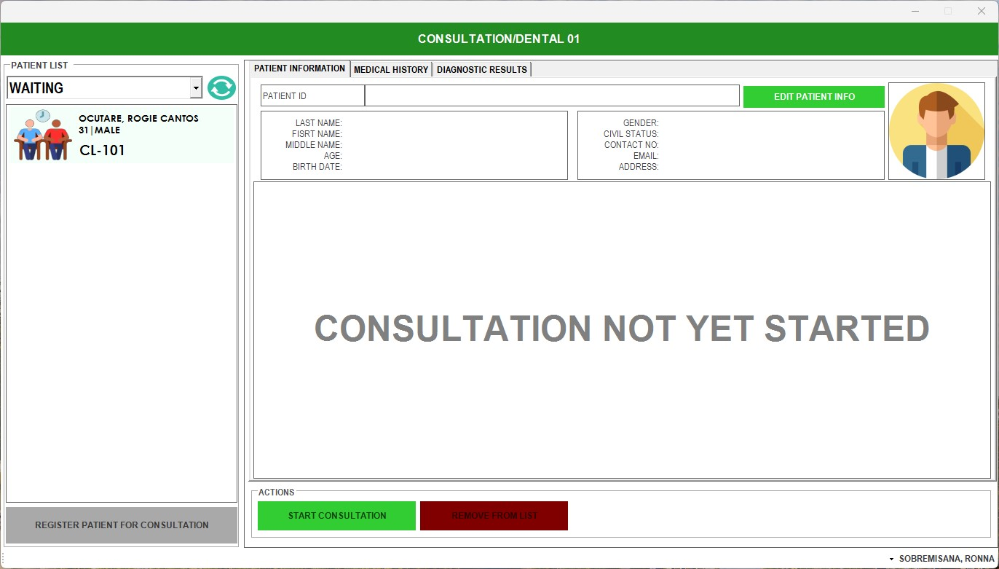 CONSULTATION/DENTAL 01
PATIENT LIST
WAITING
OCUTARE, ROGIE CANTOS
31|MALE
CL-101
REGISTER PATIENT FOR CONSULTATION
PATIENT INFORMATION
MEDICAL HISTORY
DIAGNOSTIC RESULTS
PATIENT ID
EDIT PATIENT INFO
LAST NAME:
FISRT NAME:
MIDDLE NAME:
AGE:
BIRTH DATE:
GENDER:
CIVIL STATUS:
CONTACT NO:
EMAIL:
ADDRESS:
CONSULTATION NOT YET STARTED
ACTIONS
START CONSULTATION
REMOVE FROM LIST
SOBREMISANA, RONNA